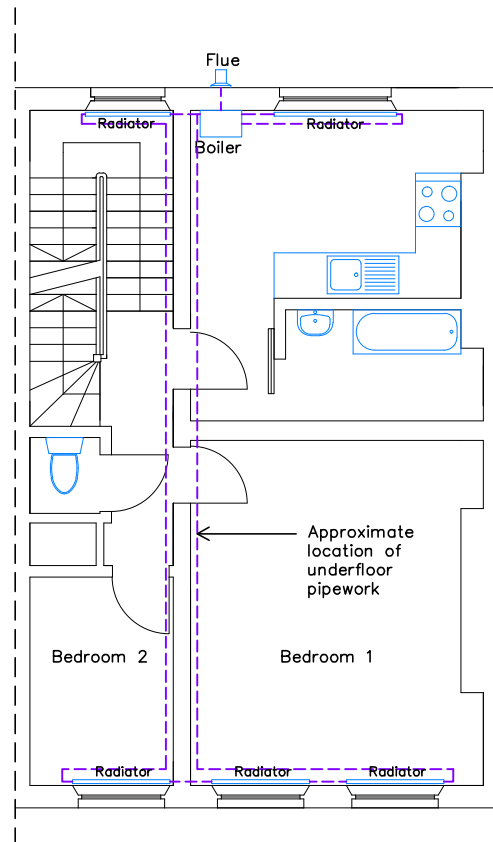 Flue
Radiator
Radiator
Boiler
Approximate
location of
underfloor
pipework
Bedroom 2
Bedroom 1
Radiator
Radiator
Radiator